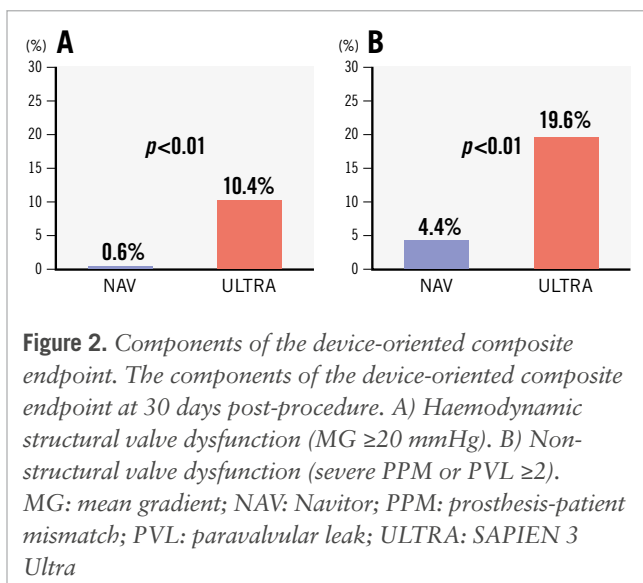 (%) A
30
25
20
15
10
5
0
p<0.01
0.6%
10.4%
NAV ULTRA
(%) B
30
25
20
15
10
5
0
p<0.01
4.4%
19.6%
NAV ULTRA
Figure 2. Components of the device-oriented composite
endpoint. The components of the device-oriented composite
endpoint at 30 days post-procedure. A) Haemodynamic
structural valve dysfunction (MG ≥20 mmHg). B) Non-
structural valve dysfunction (severe PPM or PVL ≥2).
MG: mean gradient; NAV: Navitor; PPM: prosthesis-patient
mismatch; PVL: paravalvular leak; ULTRA: SAPIEN 3
Ultra